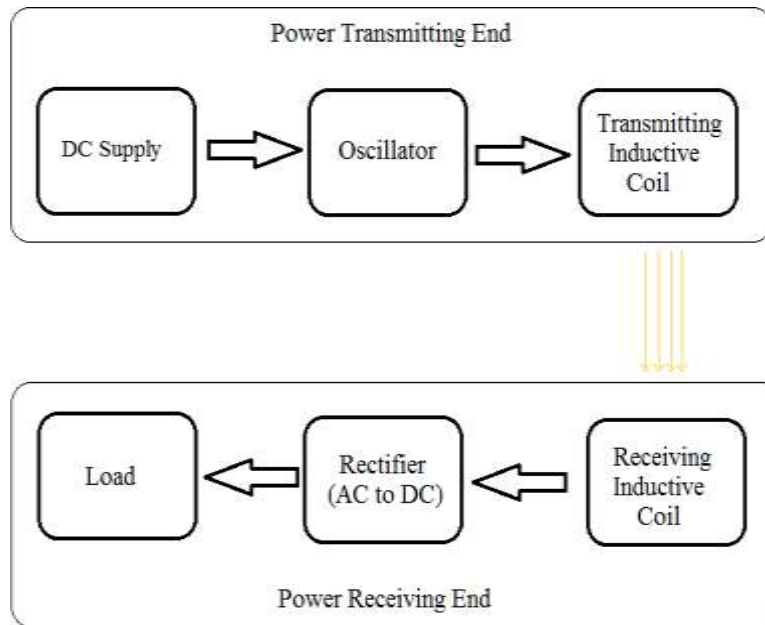 Power Transmitting End
DC Supply
Oscillator
Transmitting
Inductive
Coil
Load
Rectifier
(AC to DC)
Receiving
Inductive
Coil
Power Receiving End